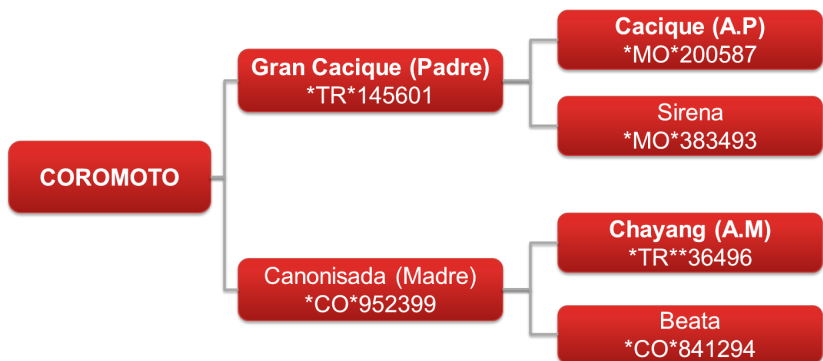 COROMOTO
Gran Cacique (Padre)
*TR*145601
Canonisada (Madre)
*CO*952399
Cacique (A.P)
*MO*200587
Sirena
*MO*383493
Chayang (A.M)
*TR**36496
Beata
*CO*841294